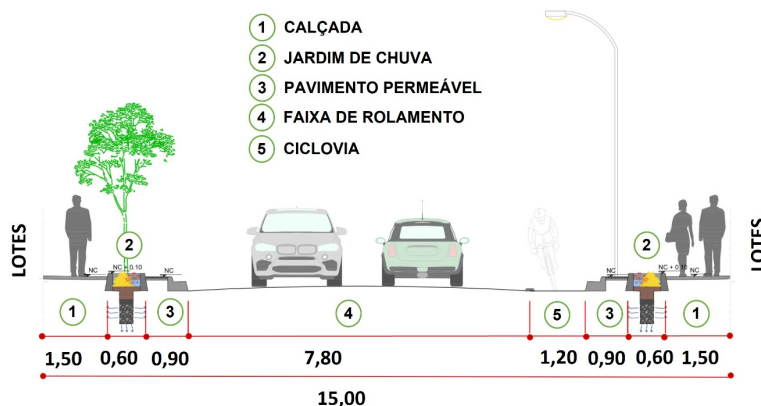 1 CALÇADA
2 JARDIM DE CHUVA
3 PAVIMENTO PERMEÁVEL
4 FAIXA DE ROLAMENTO
5 CICLOVIA
LOTES
LOTES
2
2
NC
NC + 0.10
NC
NC
NC + 0.10
NC
1
3
4
5
3
1
1,50
0,60
0,90
7,80
1,20
0,90
0,60
1,50
15,00